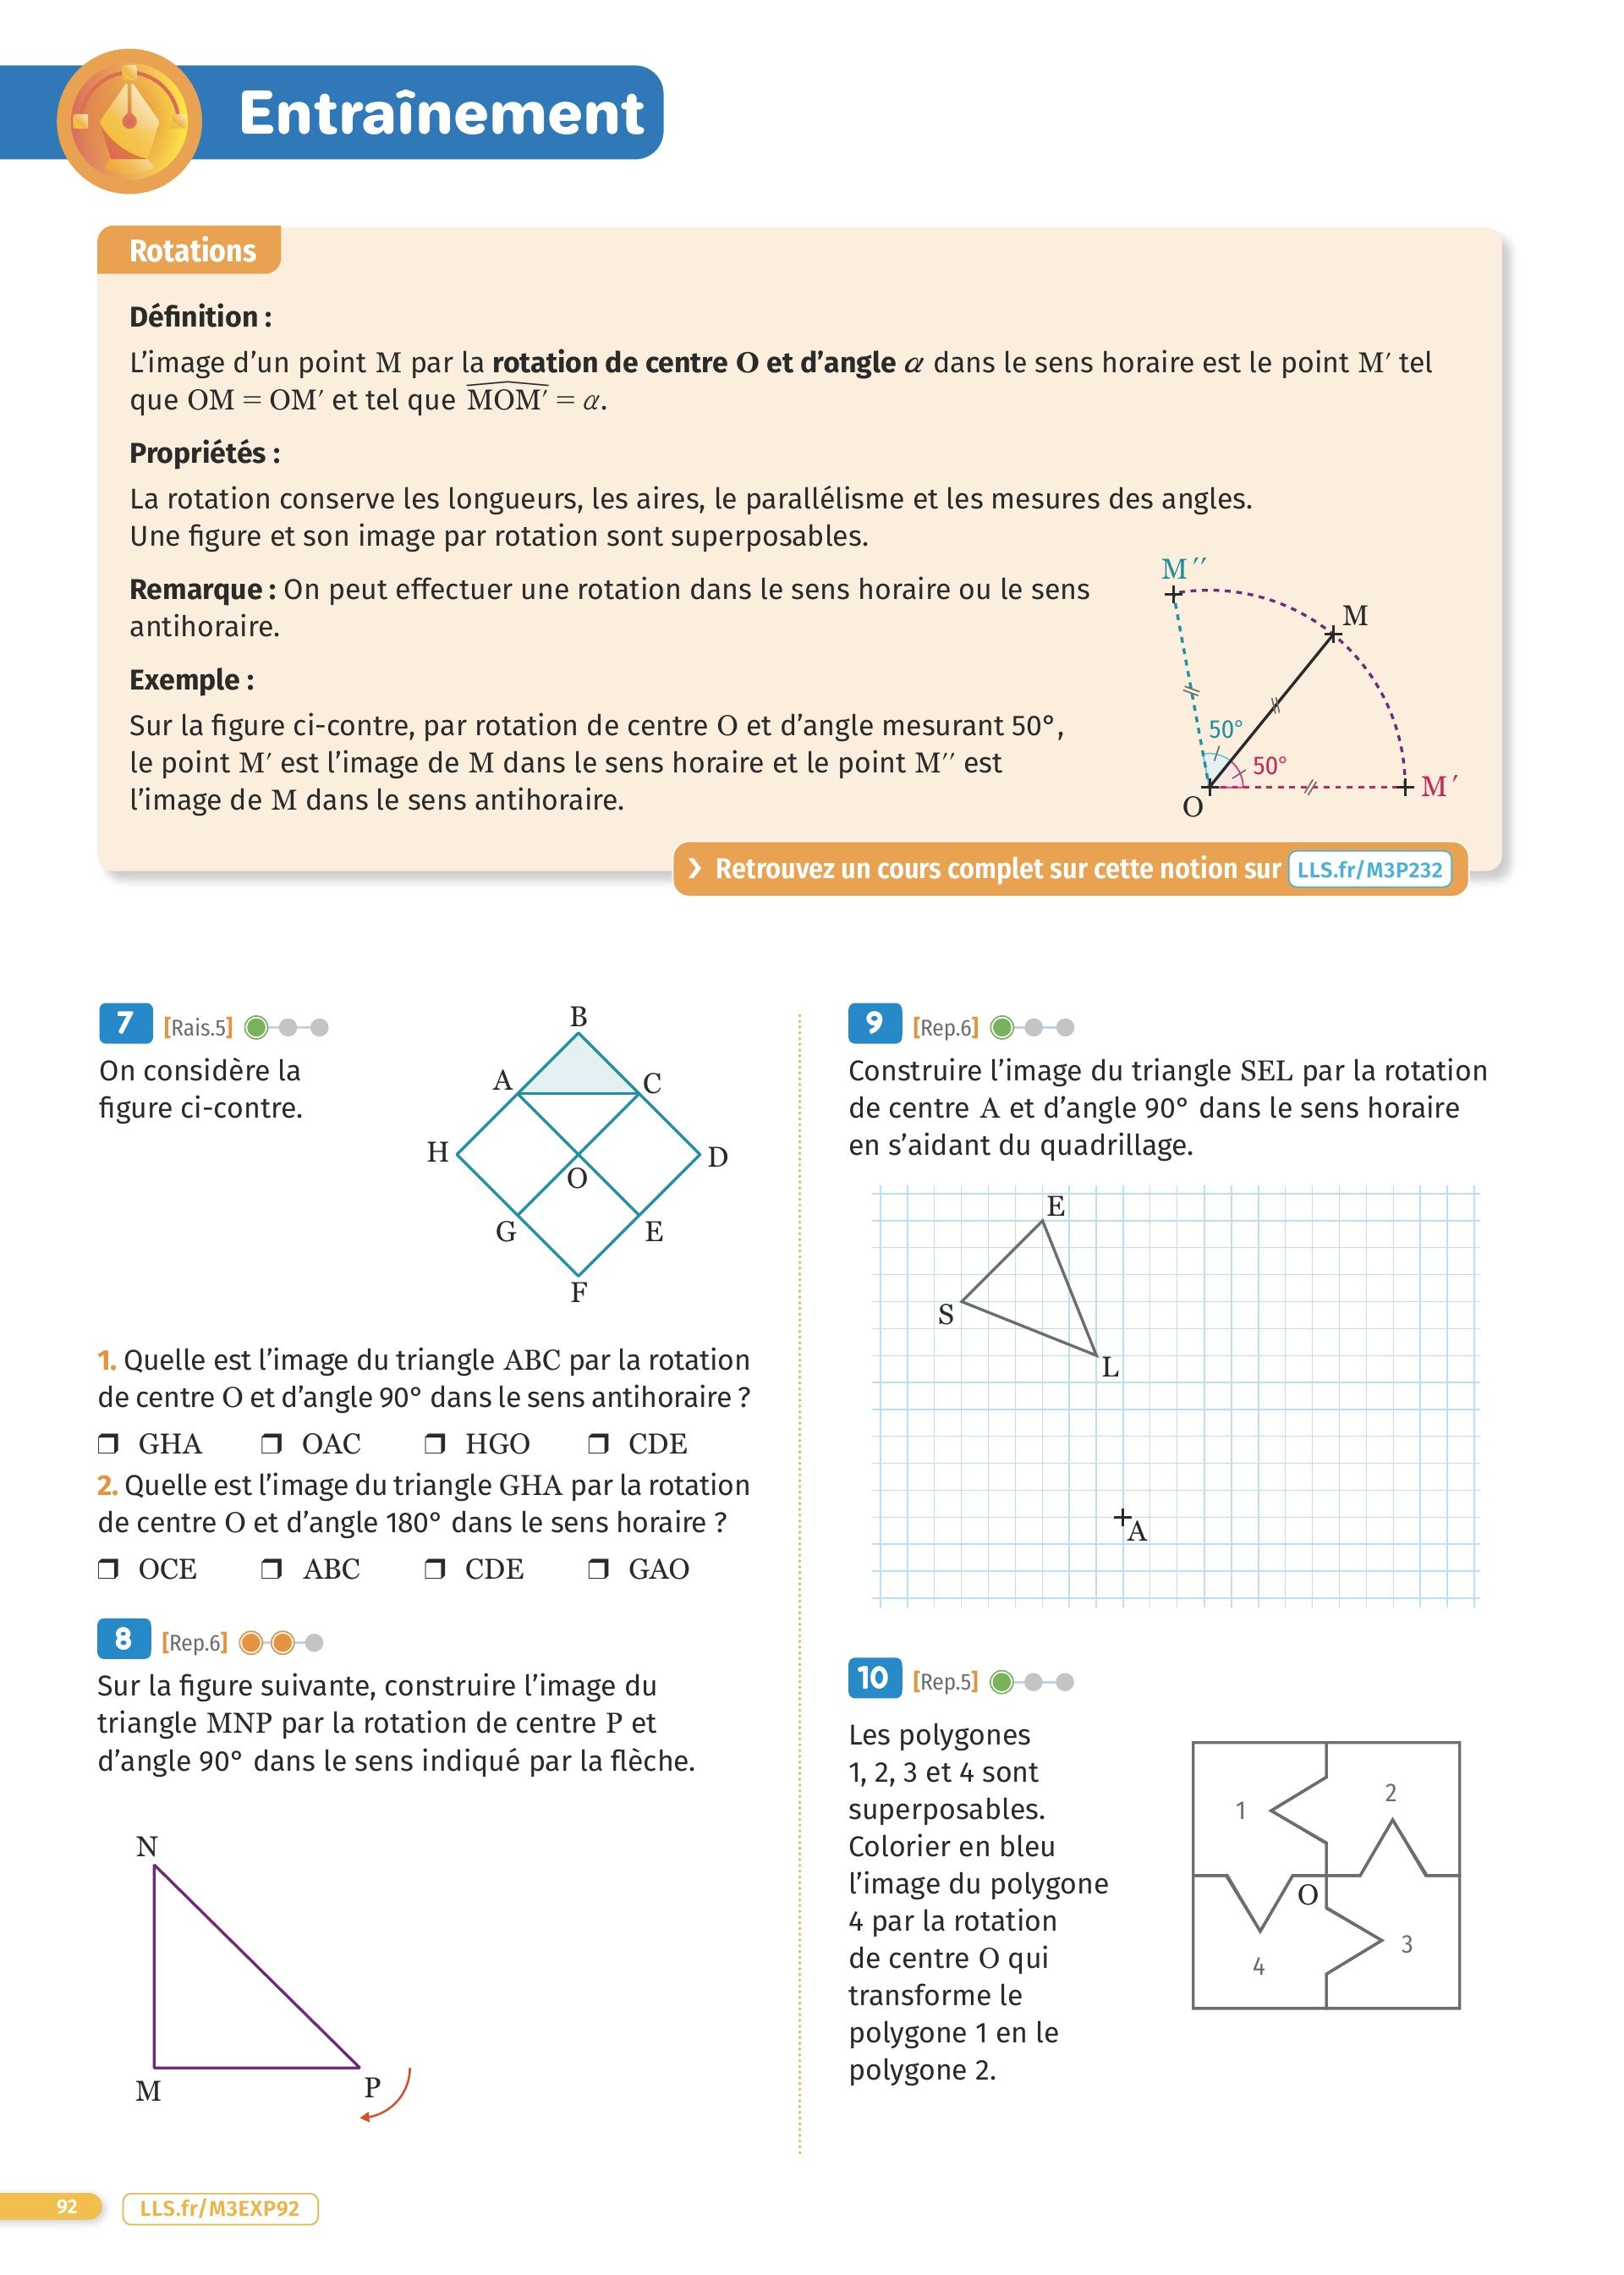 Entraînement
Rotations
Définition :
L’image d’un point M par la rotation de centre O et d’angle α dans le sens horaire est le point M′ tel
que OM = OM′ et tel que MOM′ = α.
Propriétés :
La rotation conserve les longueurs, les aires, le parallélisme et les mesures des angles.
Une figure et son image par rotation sont superposables.
Remarque : On peut effectuer une rotation dans le sens horaire ou le sens
antihoraire.
Exemple :
Sur la figure ci-contre, par rotation de centre O et d’angle mesurant 50°,
le point M′ est l’image de M dans le sens horaire et le point M′′ est
l’image de M dans le sens antihoraire.
M′′
M
50°
50°
O
M′
❯ Retrouvez un cours complet sur cette notion sur LLS.fr/M3P232
7 [Rais.5]
On considère la
figure ci-contre.
B
A
C
H
D
O
G
E
F
1. Quelle est l’image du triangle ABC par la rotation
de centre O et d’angle 90° dans le sens antihoraire ?
❒ GHA ❒ OAC ❒ HGO ❒ CDE
2. Quelle est l’image du triangle GHA par la rotation
de centre O et d’angle 180° dans le sens horaire ?
❒ OCE ❒ ABC ❒ CDE ❒ GAO
8 [Rep.6]
Sur la figure suivante, construire l’image du
triangle MNP par la rotation de centre P et
d’angle 90° dans le sens indiqué par la flèche.
N
M
P
9 [Rep.6]
Construire l’image du triangle SEL par la rotation
de centre A et d’angle 90° dans le sens horaire
en s’aidant du quadrillage.
E
S
L
A
10 [Rep.5]
Les polygones
1, 2, 3 et 4 sont
superposables.
Colorier en bleu
l’image du polygone
4 par la rotation
de centre O qui
transforme le
polygone 1 en le
polygone 2.
1
2
O
3
4
92
LLS.fr/M3EXP92